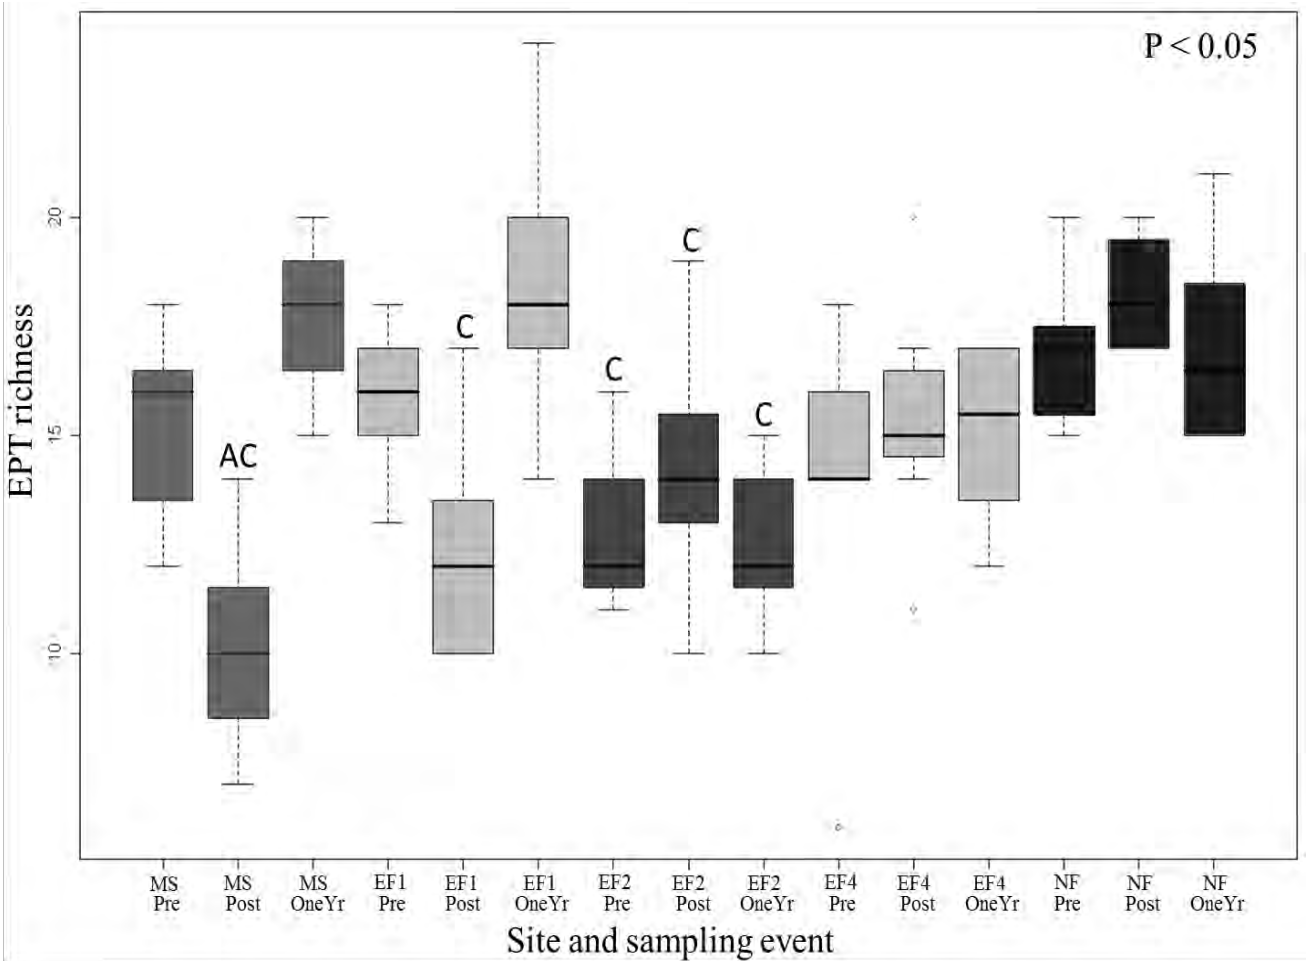 P < 0.05
EPT richness
20
15
10
AC
C
C
C
C
MS Pre
MS Post
MS OneYr
EF1 Pre
EF1 Post
EF1 OneYr
EF2 Pre
EF2 Post
EF2 OneYr
EF4 Pre
EF4 Post
EF4 OneYr
NF Pre
NF Post
NF OneYr
Site and sampling event